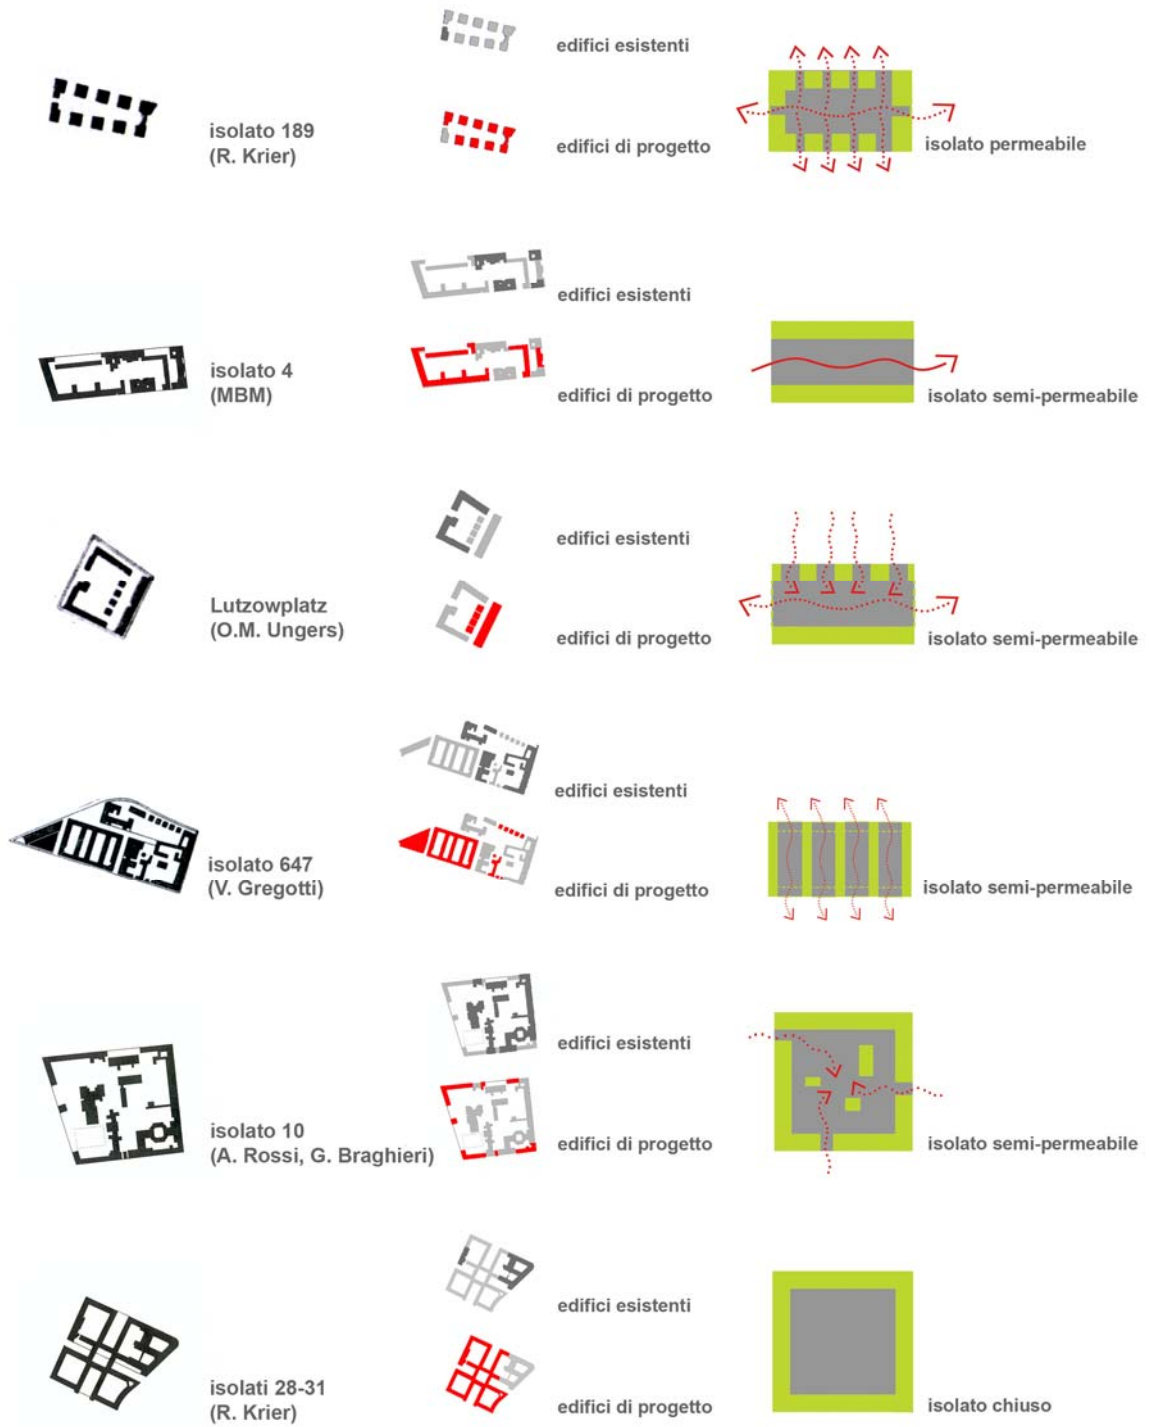 edifici esistenti
isolato 189
(R. Krier)
edifici di progetto
isolato permeabile
edifici esistenti
isolato 4
(MBM)
edifici di progetto
isolato semi-permeabile
edifici esistenti
Lutzowplatz
(O.M. Ungers)
edifici di progetto
isolato semi-permeabile
edifici esistenti
isolato 647
(V. Gregotti)
edifici di progetto
isolato semi-permeabile
edifici esistenti
isolato 10
(A. Rossi, G. Braghieri)
edifici di progetto
isolato semi-permeabile
edifici esistenti
isolati 28-31
(R. Krier)
edifici di progetto
isolato chiuso